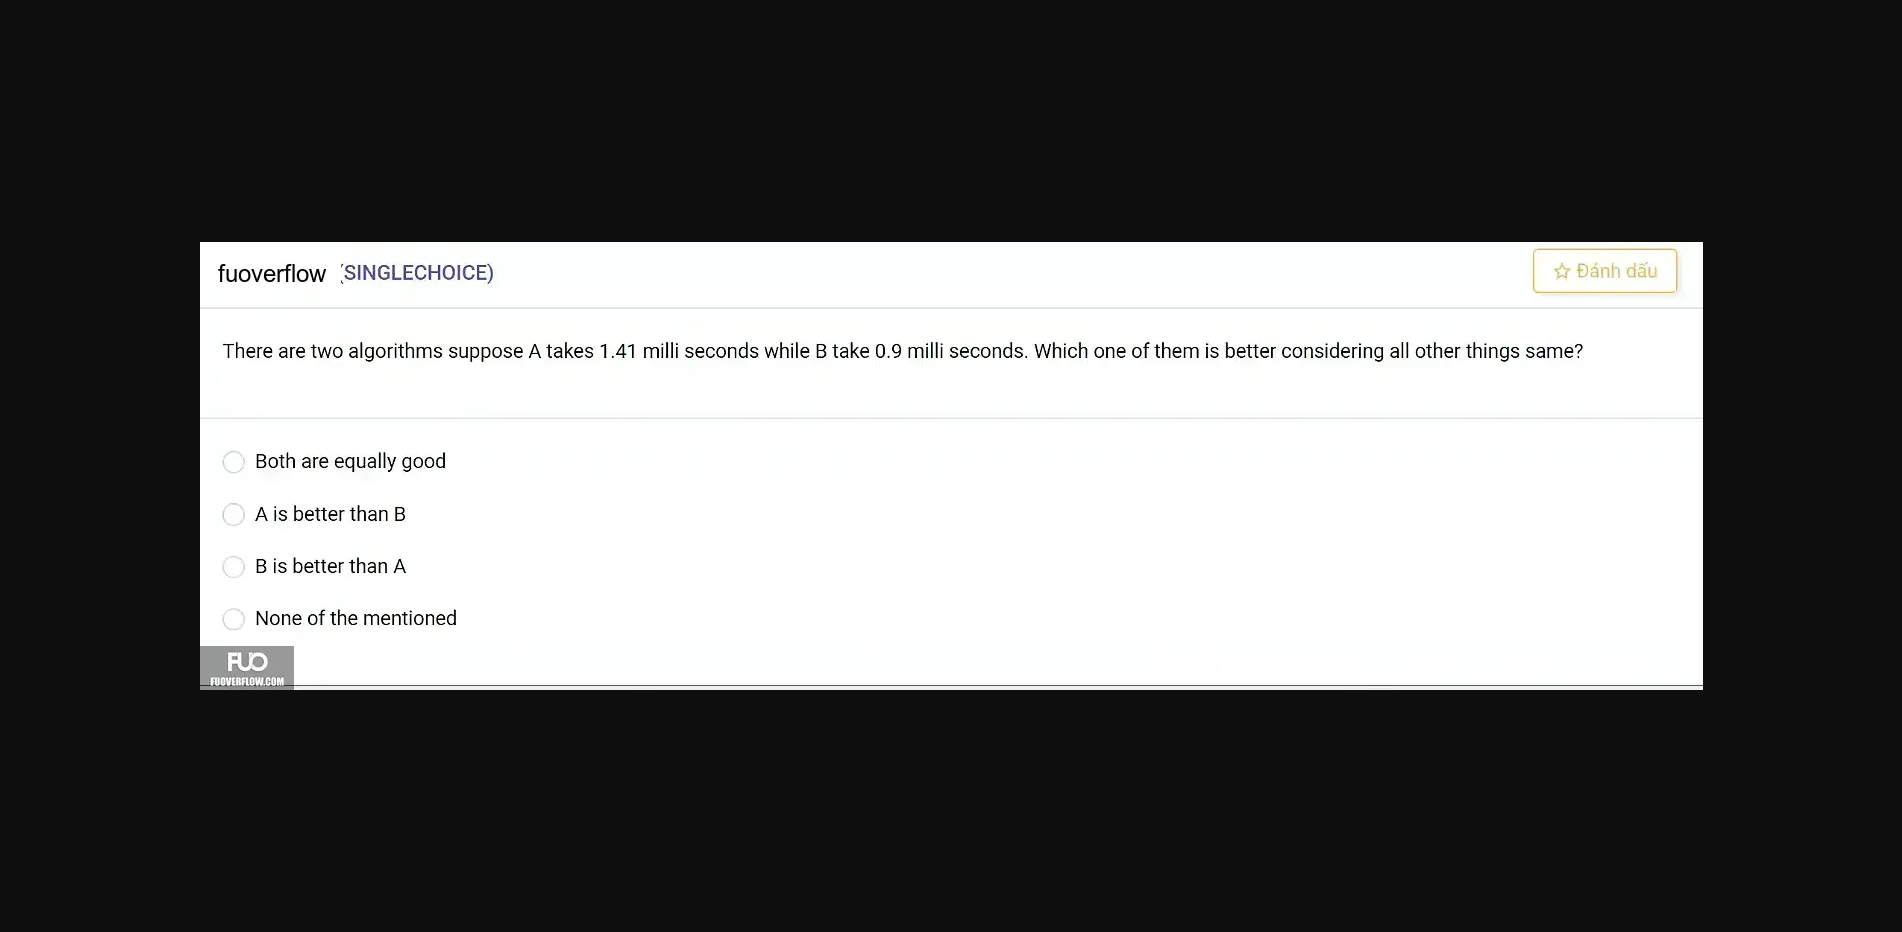 fuoverflow (SINGLECHOICE)
☆ Đánh dấu
There are two algorithms suppose A takes 1.41 milli seconds while B take 0.9 milli seconds. Which one of them is better considering all other things same?
Both are equally good
A is better than B
B is better than A
None of the mentioned
FUO
FUOVERFLOW.COM